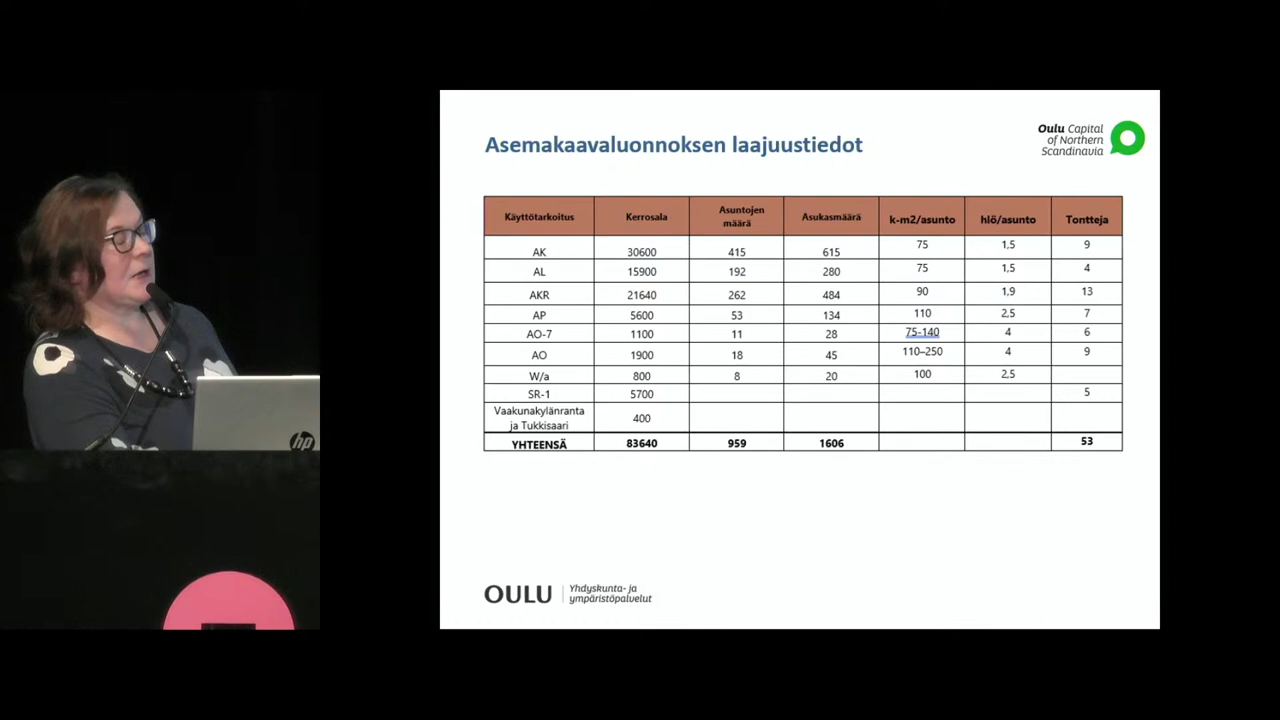 Asemakaavaluonnoksen laajuustiedot
Oulu Capital
of Northern
Scandinavia
Käyttötarkoitus Kerrosala Asuntojen määrä Asukasmäärä k-m2/asunto hlö/asunto Tontteja
AK 30600 415 615 75 1,5 9
AL 15900 192 280 75 1,5 4
AKR 21640 262 484 90 1,9 13
AP 5600 53 134 110 2,5 7
AO-7 1100 11 28 75-140 4 6
AO 1900 18 45 110–250 4 9
W/a 800 8 20 100 2,5
SR-1 5700 5
Vaakunakylänranta
ja Tukkisaari 400
YHTEENSÄ 83640 959 1606 53
hp
OULU
Yhdyskunta- ja
ympäristöpalvelut